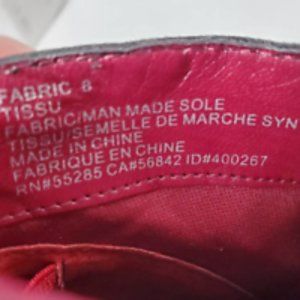 FABRIC 8
TISSU
FABRIC/MAN MADE SOLE
TISSU/SEMELLE DE MARCHE SYN
MADE IN CHINE
FABRIQUE EN CHINE
RN#55285 CA#56842 ID#400267